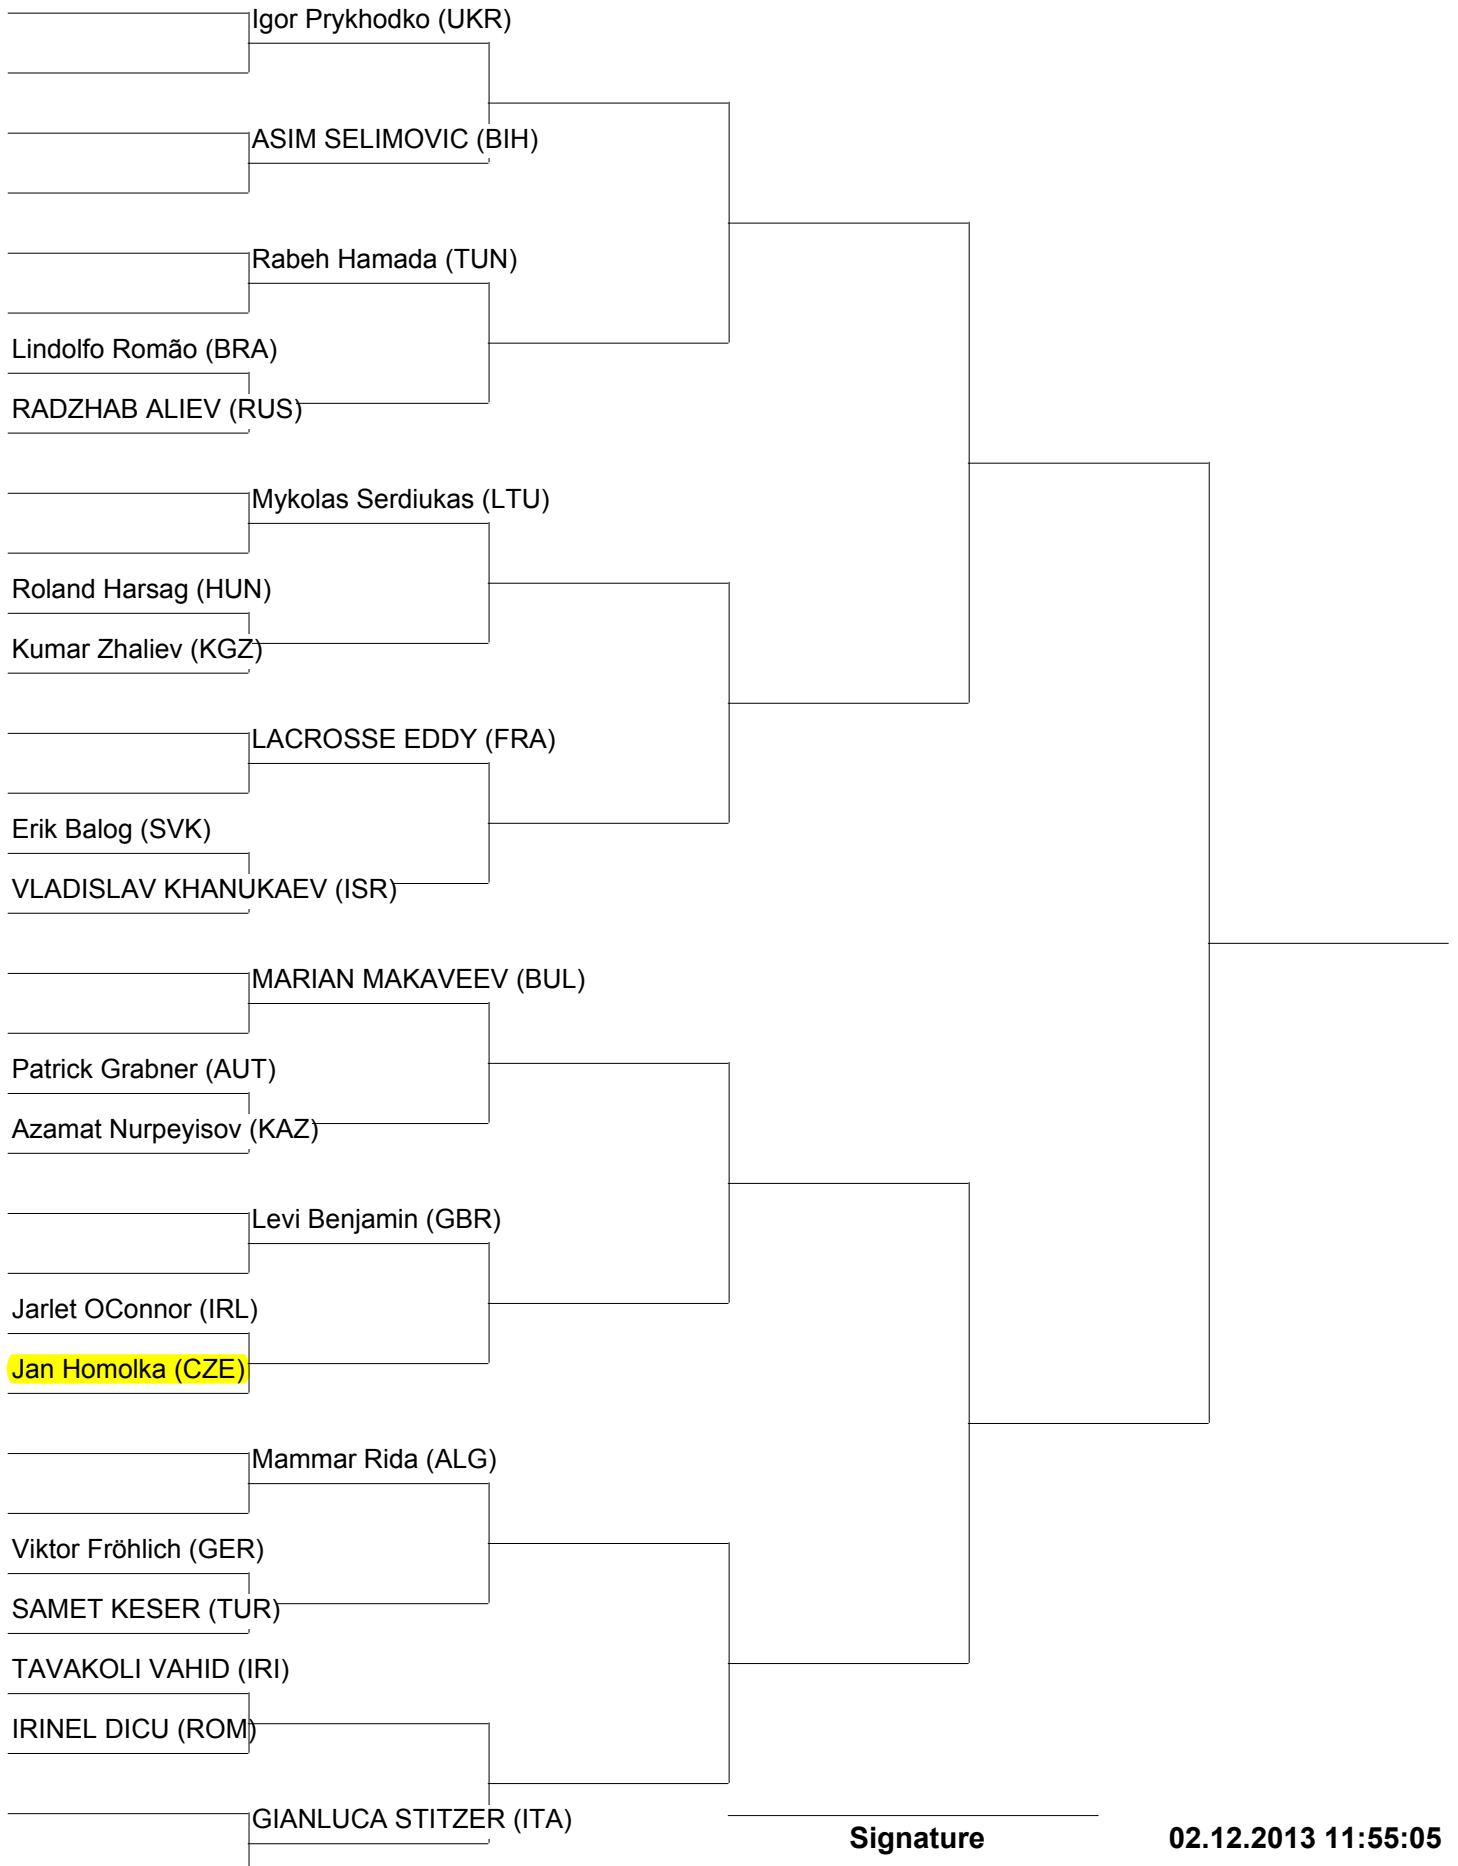 Igor Prykhodko (UKR)
ASIM SELIMOVIC (BIH)
Rabeh Hamada (TUN)
Lindolfo Romão (BRA)
RADZHAB ALIEV (RUS)
Mykolas Serdiukas (LTU)
Roland Harsag (HUN)
Kumar Zhaliev (KGZ)
LACROSSE EDDY (FRA)
Erik Balog (SVK)
VLADISLAV KHANUKAEV (ISR)
MARIAN MAKAVEEV (BUL)
Patrick Grabner (AUT)
Azamat Nurpeyisov (KAZ)
Levi Benjamin (GBR)
Jarlet OConnor (IRL)
Jan Homolka (CZE)
Mammar Rida (ALG)
Viktor Fröhlich (GER)
SAMET KESER (TUR)
TAVAKOLI VAHID (IRI)
IRINEL DICU (ROM)
GIANLUCA STITZER (ITA)
Signature 02.12.2013 11:55:05